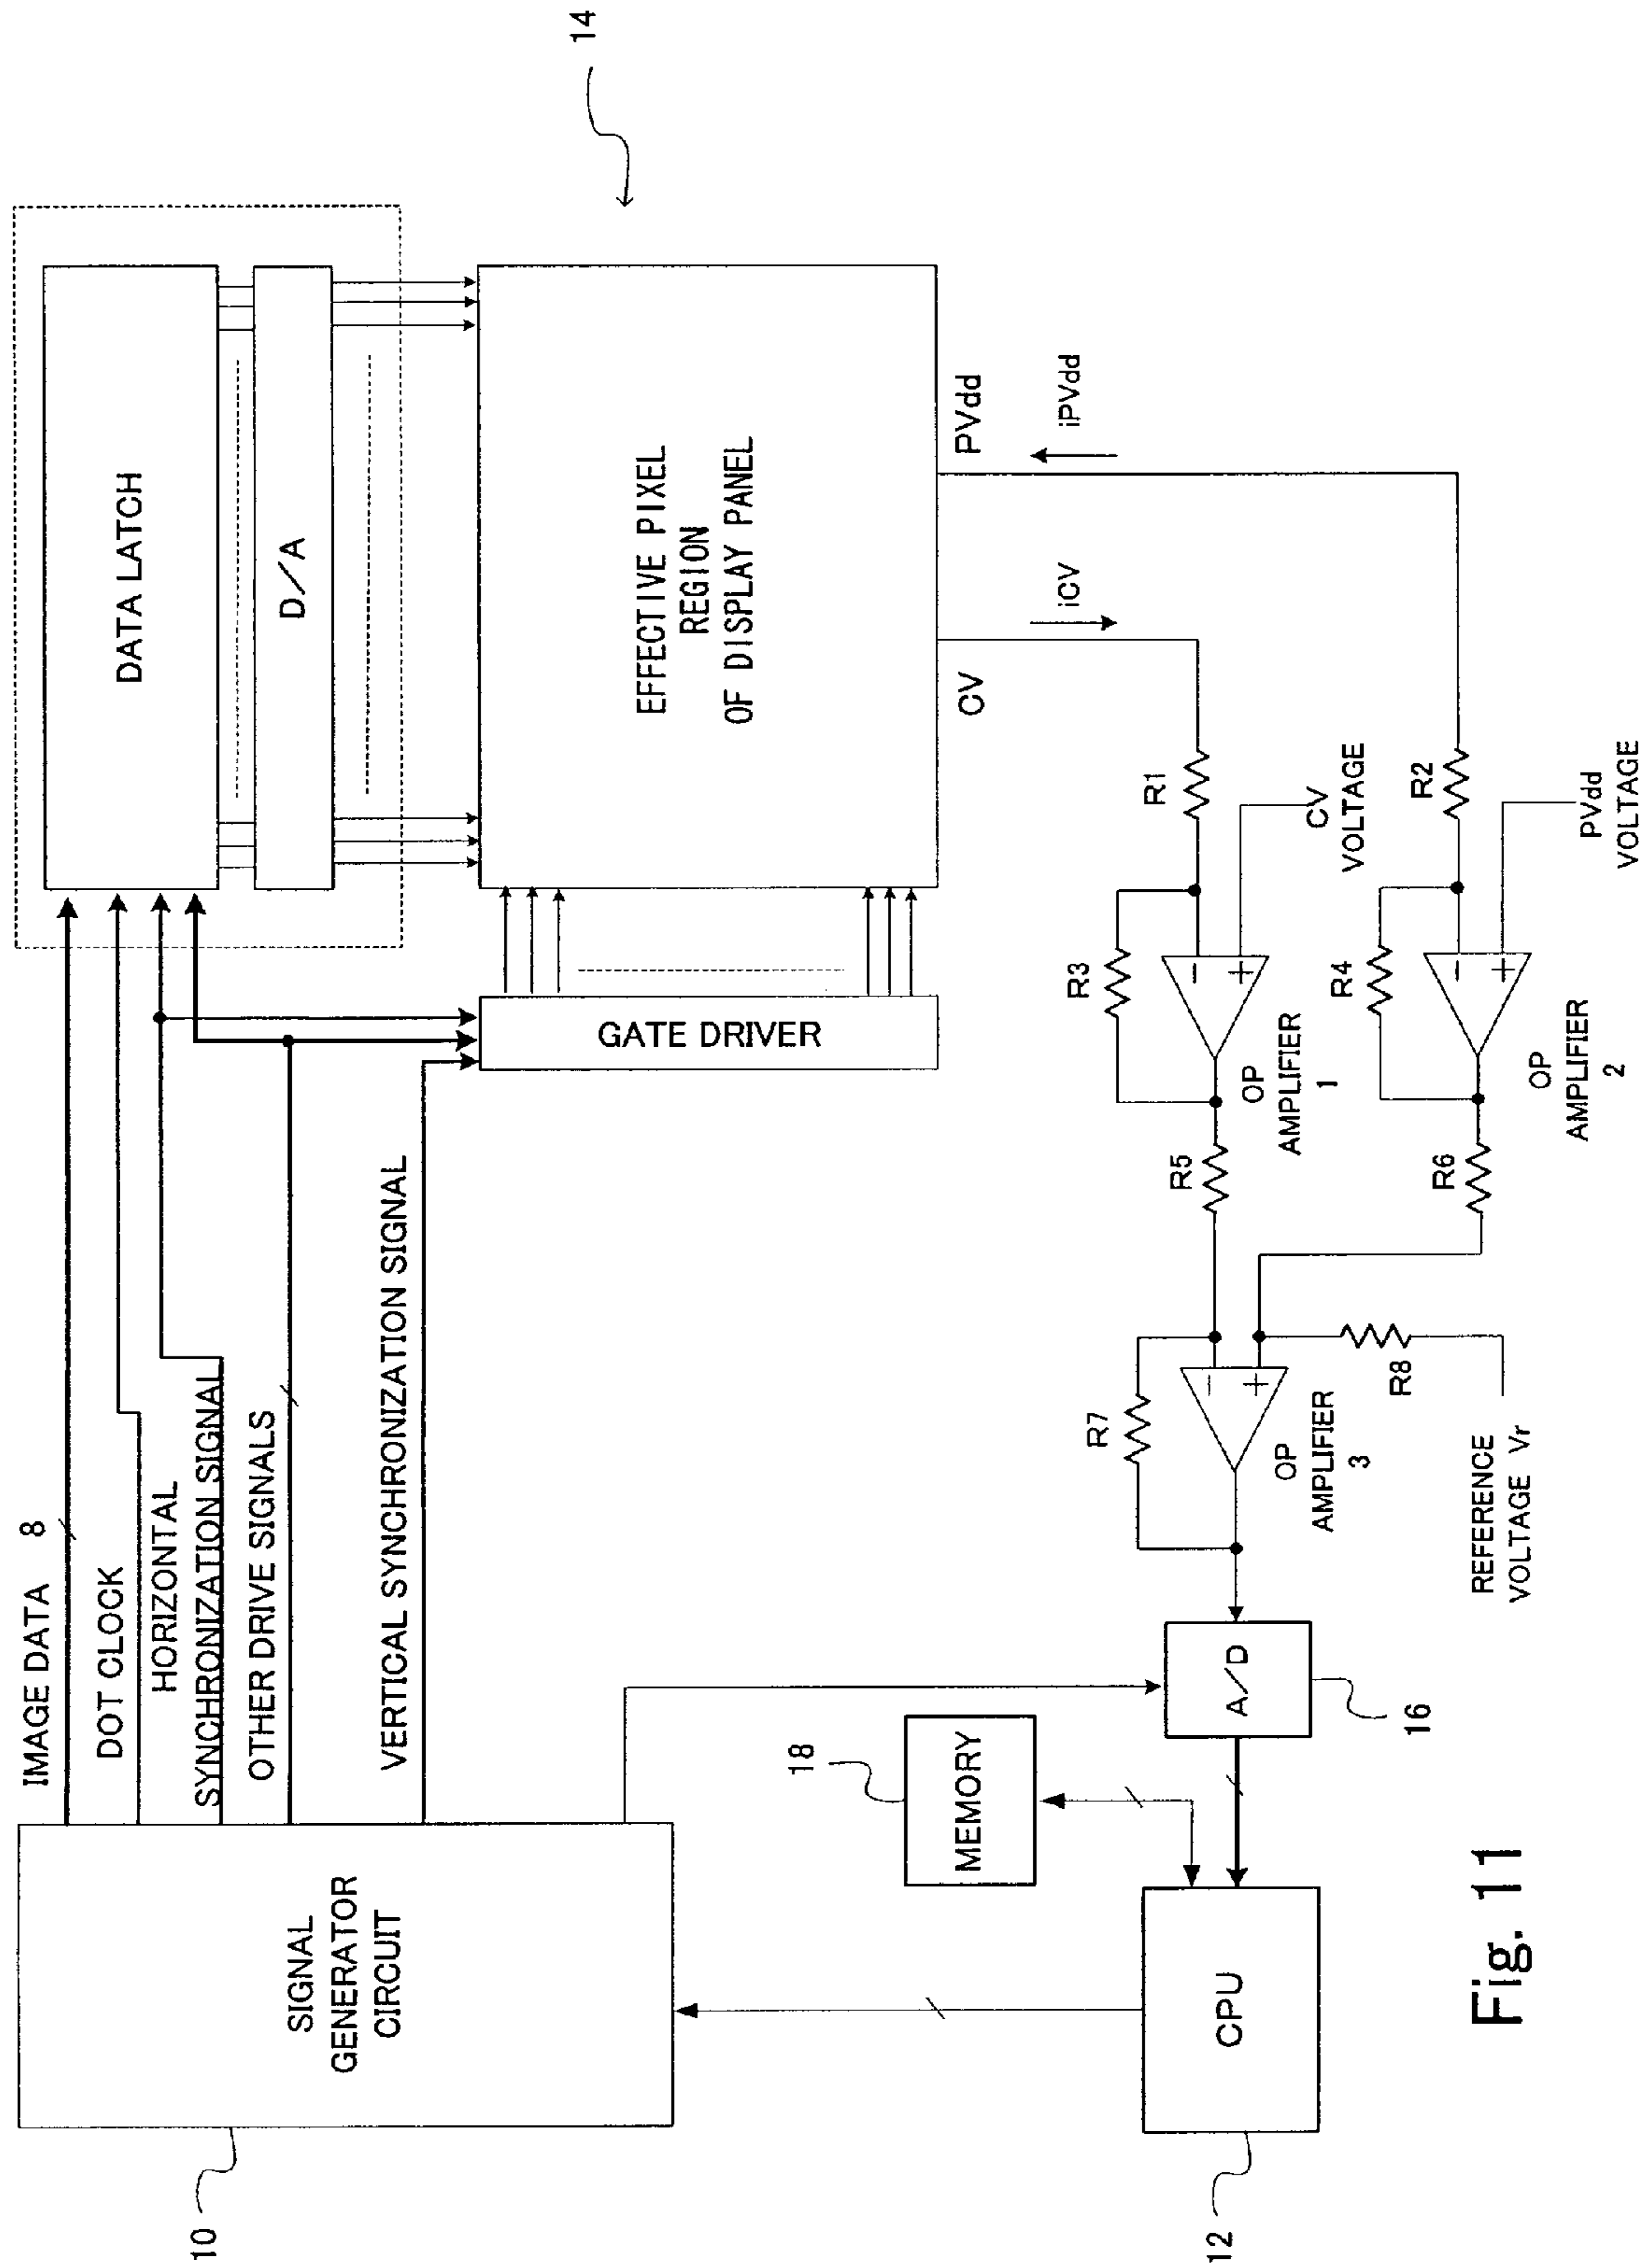 IMAGE DATA 8
DOT CLOCK
HORIZONTAL
SYNCHRONIZATION SIGNAL
OTHER DRIVE SIGNALS
VERTICAL SYNCHRONIZATION SIGNAL
SIGNAL
GENERATOR
CIRCUIT
10
DATA LATCH
D/A
14
GATE DRIVER
EFFECTIVE PIXEL
REGION
OF DISPLAY PANEL
CV
iCV
PVdd
iPVdd
18
MEMORY
CPU
12
A/D
16
R7
−
+
OP
AMPLIFIER
3
R8
REFERENCE
VOLTAGE Vr
R5
R3
−
+
OP
AMPLIFIER
1
R1
CV
VOLTAGE
R6
R4
−
+
OP
AMPLIFIER
2
R2
PVdd
VOLTAGE
Fig. 11